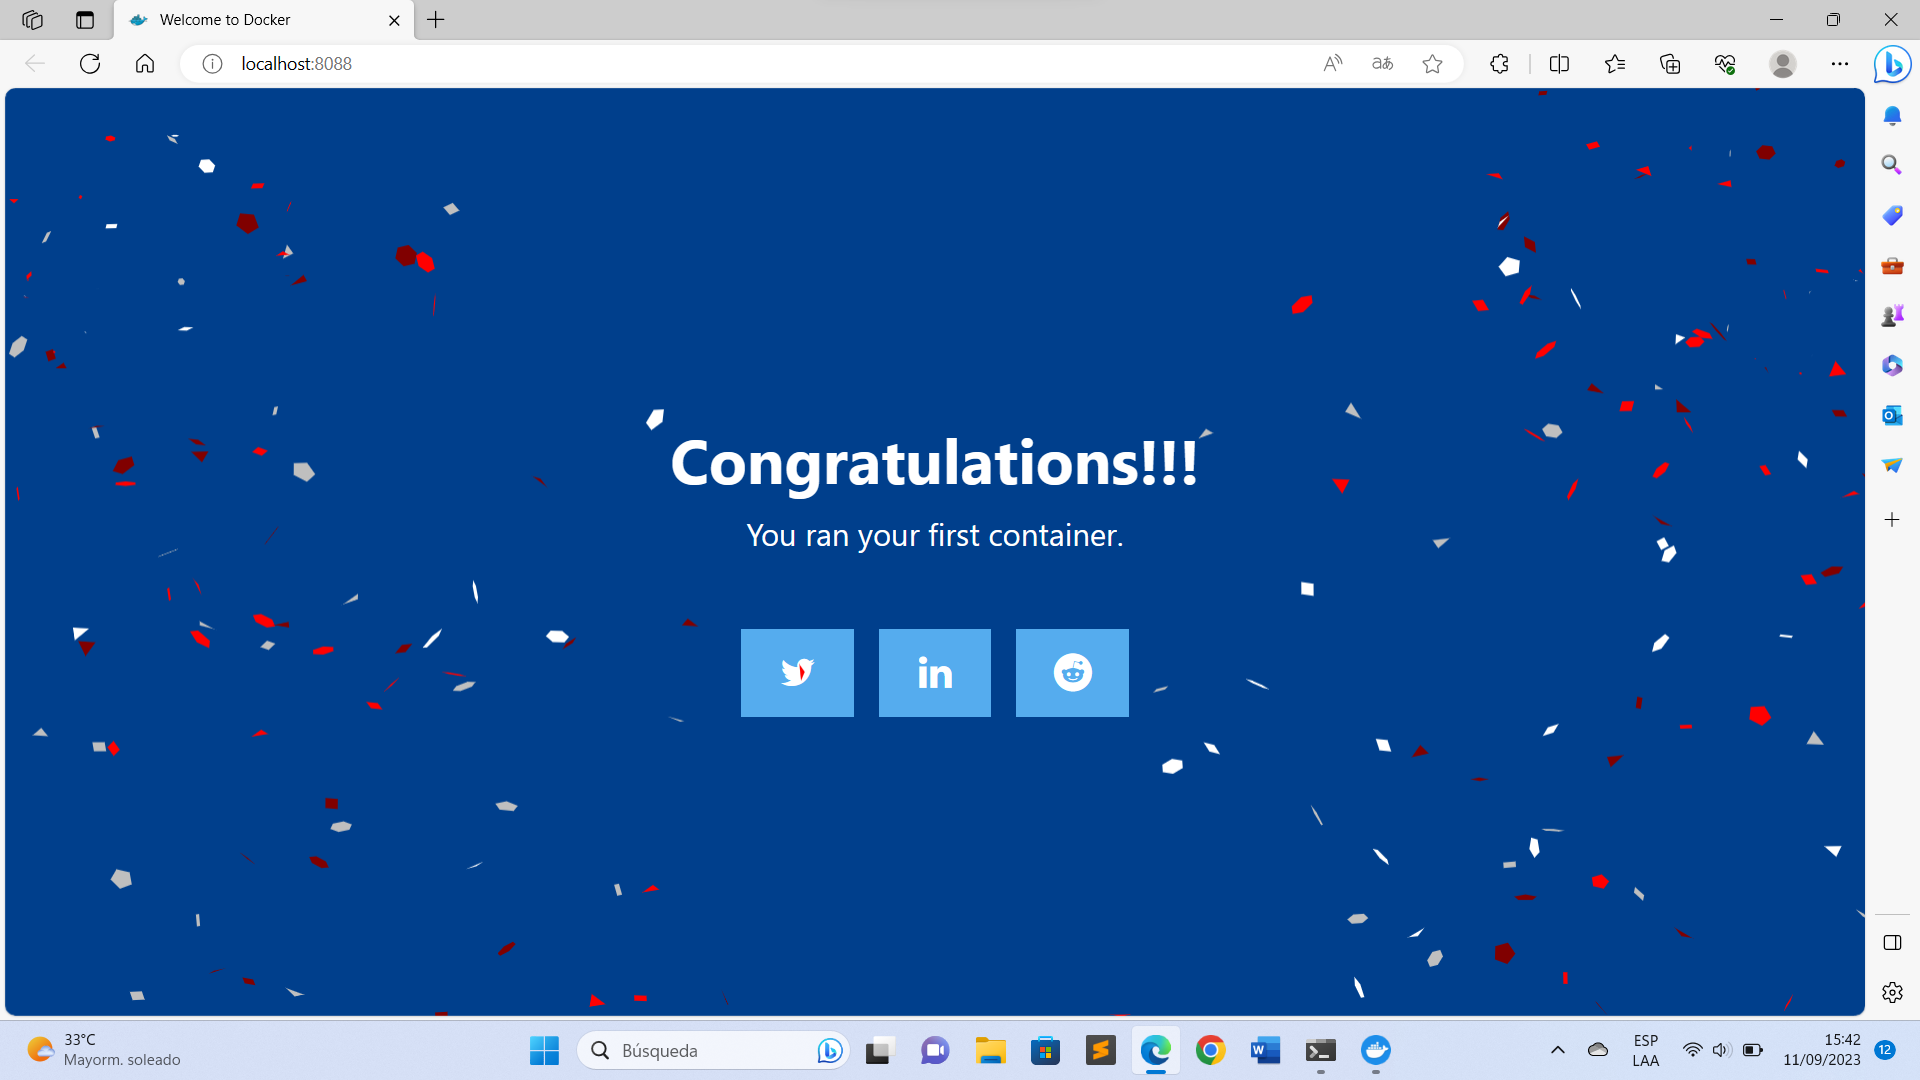 Welcome to Docker
localhost:8088
Congratulations!!!
You ran your first container.
in
33°C
Mayorm. soleado
Búsqueda
ESP
LAA
15:42
11/09/2023
12